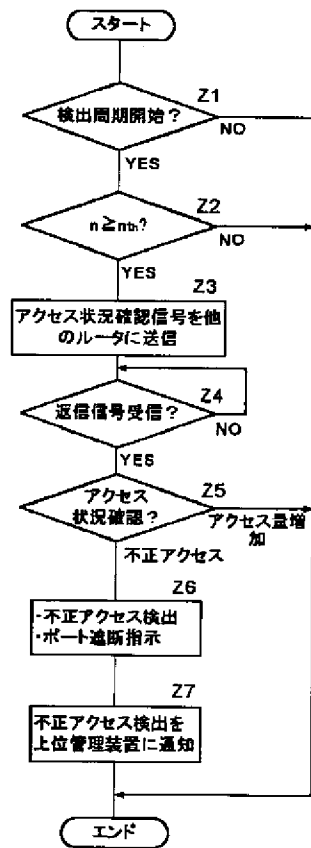 スタート
Z1
検出周期開始?
NO
YES
Z2
n≧nth?
NO
YES
Z3
アクセス状況確認信号を他
のルータに送信
Z4
返信信号受信?
NO
YES
アクセス
Z5
状況確認?
アクセス量増
加
不正アクセス
Z6
・不正アクセス検出
・ポート遮断指示
Z7
不正アクセス検出を
上位管理装置に通知
エンド